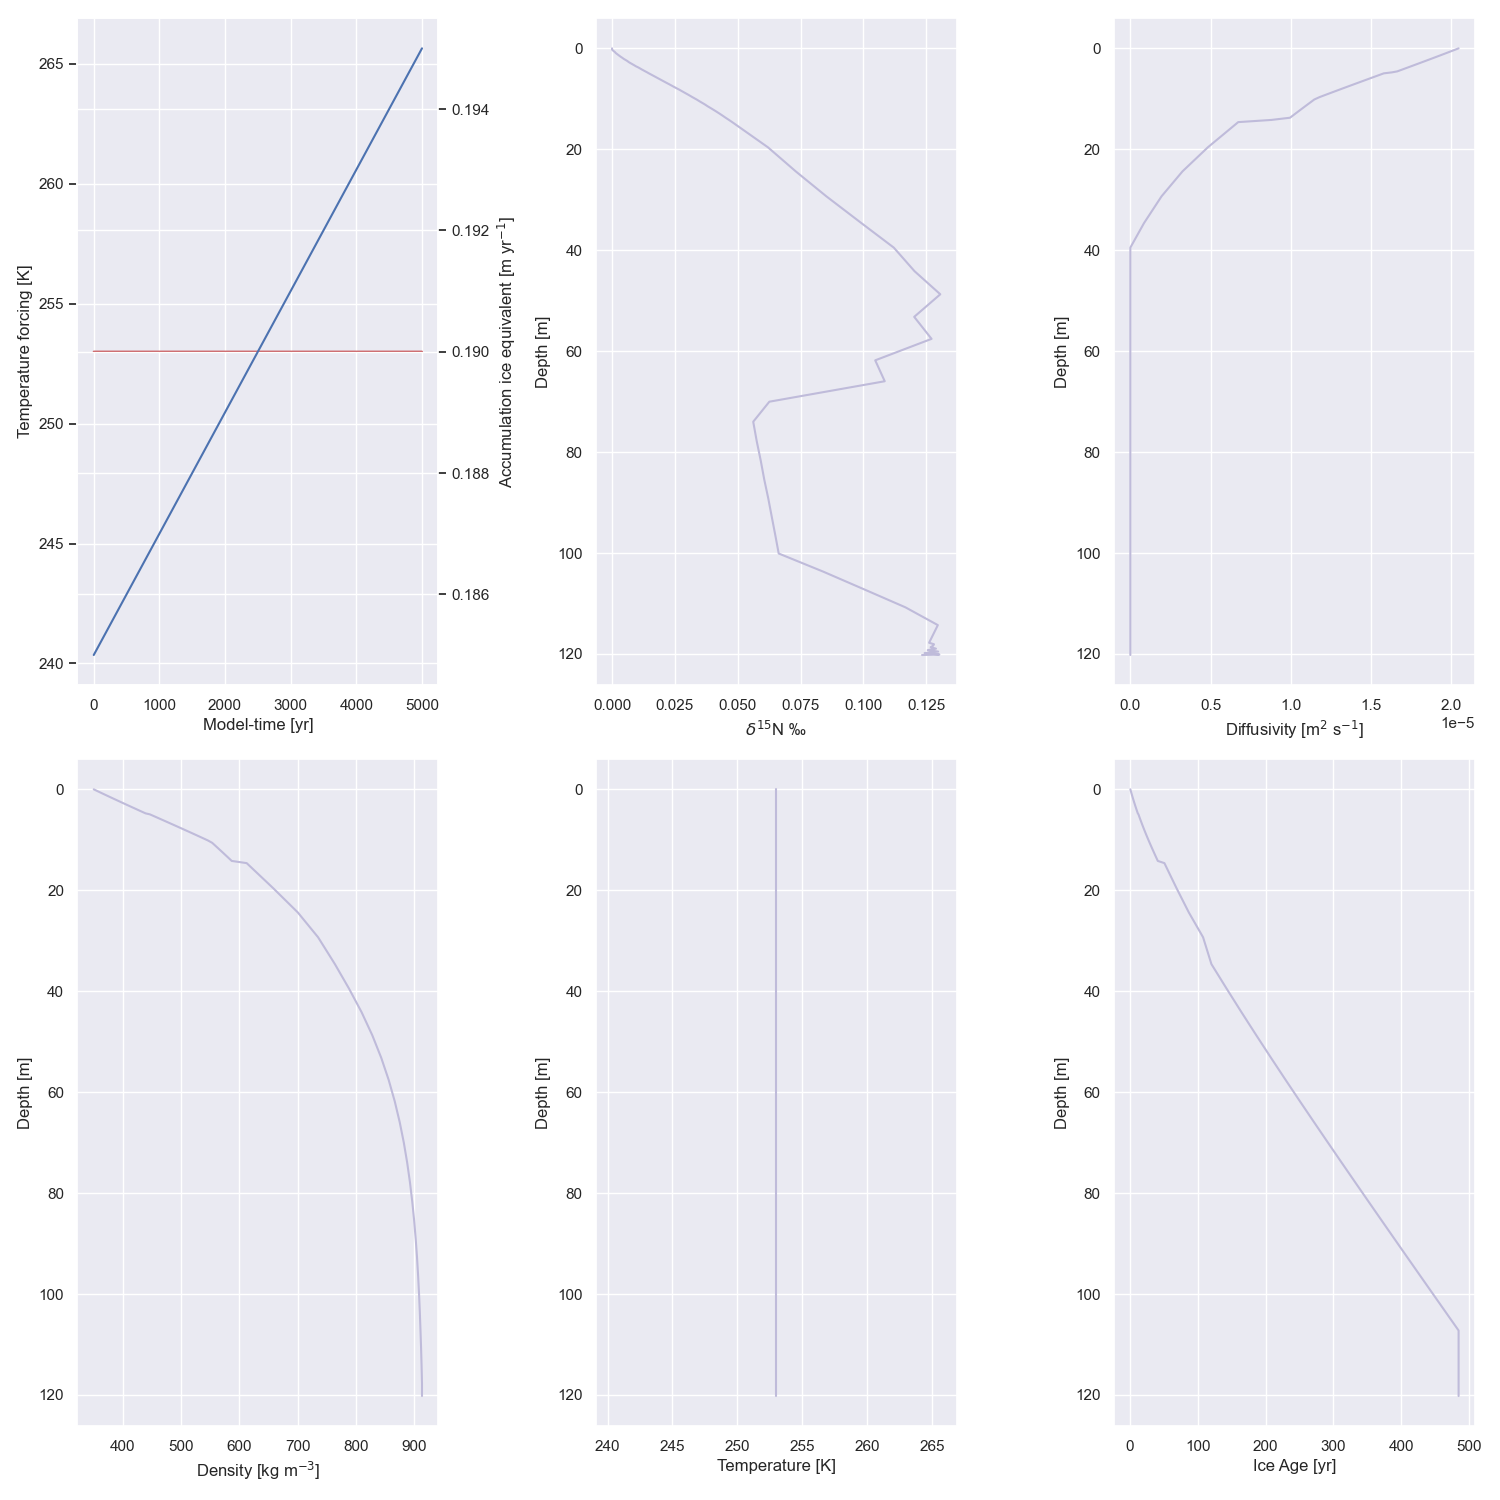 Temperature forcing [K]
265
260
255
250
245
240
0 1000 2000 3000 4000 5000
Model-time [yr]
0.194
0.192
0.190
0.188
0.186
Accumulation ice equivalent [m yr⁻¹]
Depth [m]
0
20
40
60
80
100
120
0.000 0.025 0.050 0.075 0.100 0.125
δ¹⁵N ‰
Depth [m]
0
20
40
60
80
100
120
0.0 0.5 1.0 1.5 2.0
1e−5
Diffusivity [m² s⁻¹]
Depth [m]
0
20
40
60
80
100
120
400 500 600 700 800 900
Density [kg m⁻³]
Depth [m]
0
20
40
60
80
100
120
240 245 250 255 260 265
Temperature [K]
Depth [m]
0
20
40
60
80
100
120
0 100 200 300 400 500
Ice Age [yr]